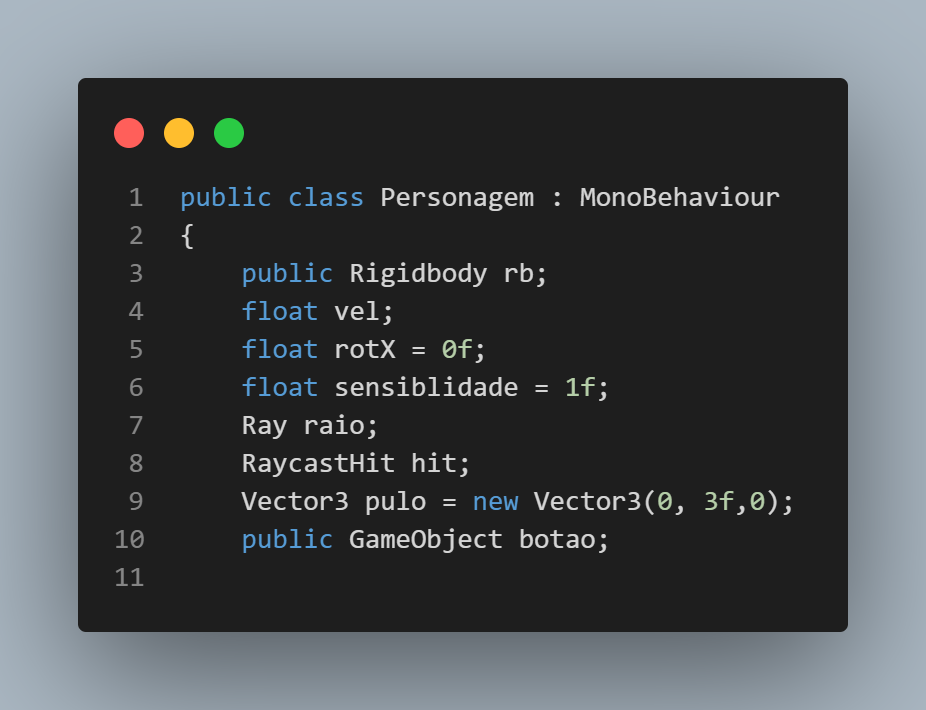 1 public class Personagem : MonoBehaviour
2 {
3     public Rigidbody rb;
4     float vel;
5     float rotX = 0f;
6     float sensiblidade = 1f;
7     Ray raio;
8     RaycastHit hit;
9     Vector3 pulo = new Vector3(0, 3f,0);
10     public GameObject botao;
11